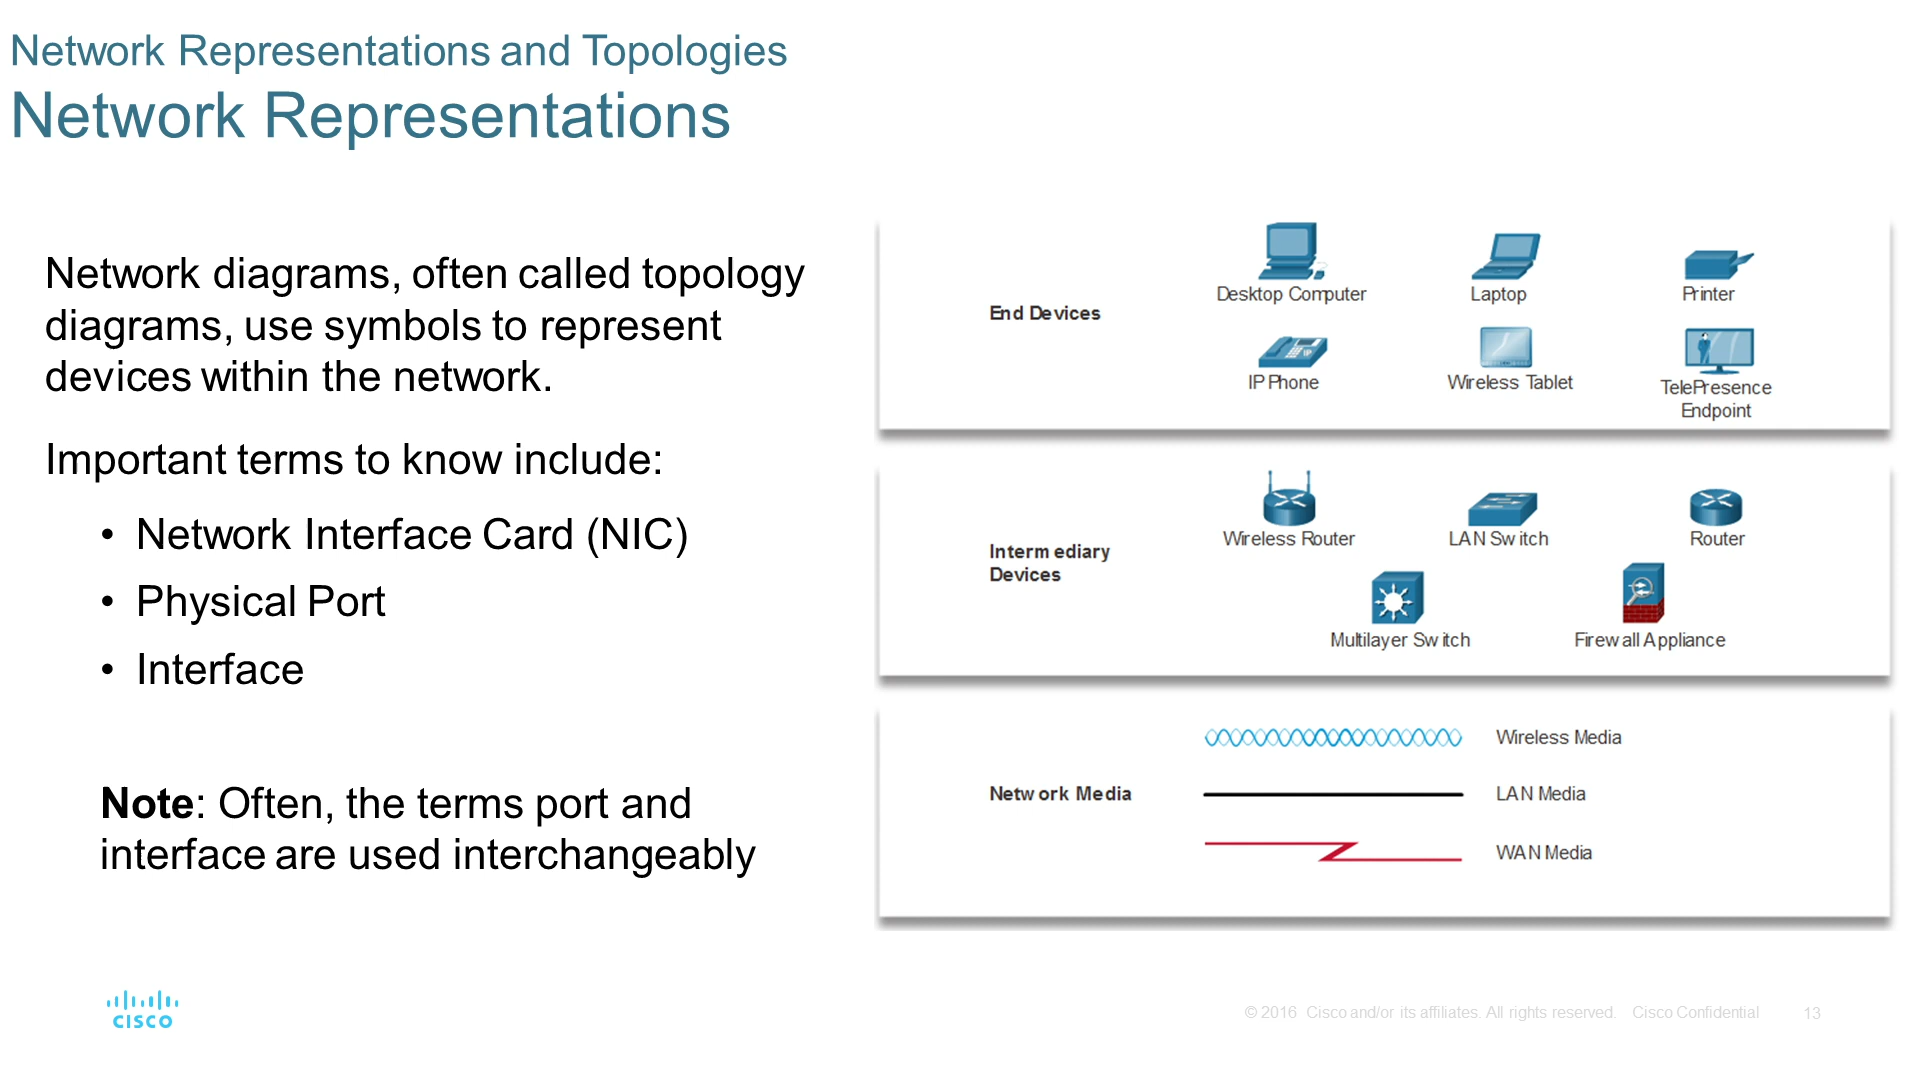 Network Representations and Topologies
Network Representations
Network diagrams, often called topology
diagrams, use symbols to represent
devices within the network.
Important terms to know include:
• Network Interface Card (NIC)
• Physical Port
• Interface
Note: Often, the terms port and
interface are used interchangeably
End Devices
Desktop Computer
Laptop
Printer
IP
IP Phone
Wireless Tablet
TelePresence
Endpoint
Intermediary
Devices
Wireless Router
LAN Switch
Router
Multilayer Switch
Firewall Appliance
Network Media
Wireless Media
LAN Media
WAN Media
CISCO
© 2016 Cisco and/or its affiliates. All rights reserved. Cisco Confidential 13